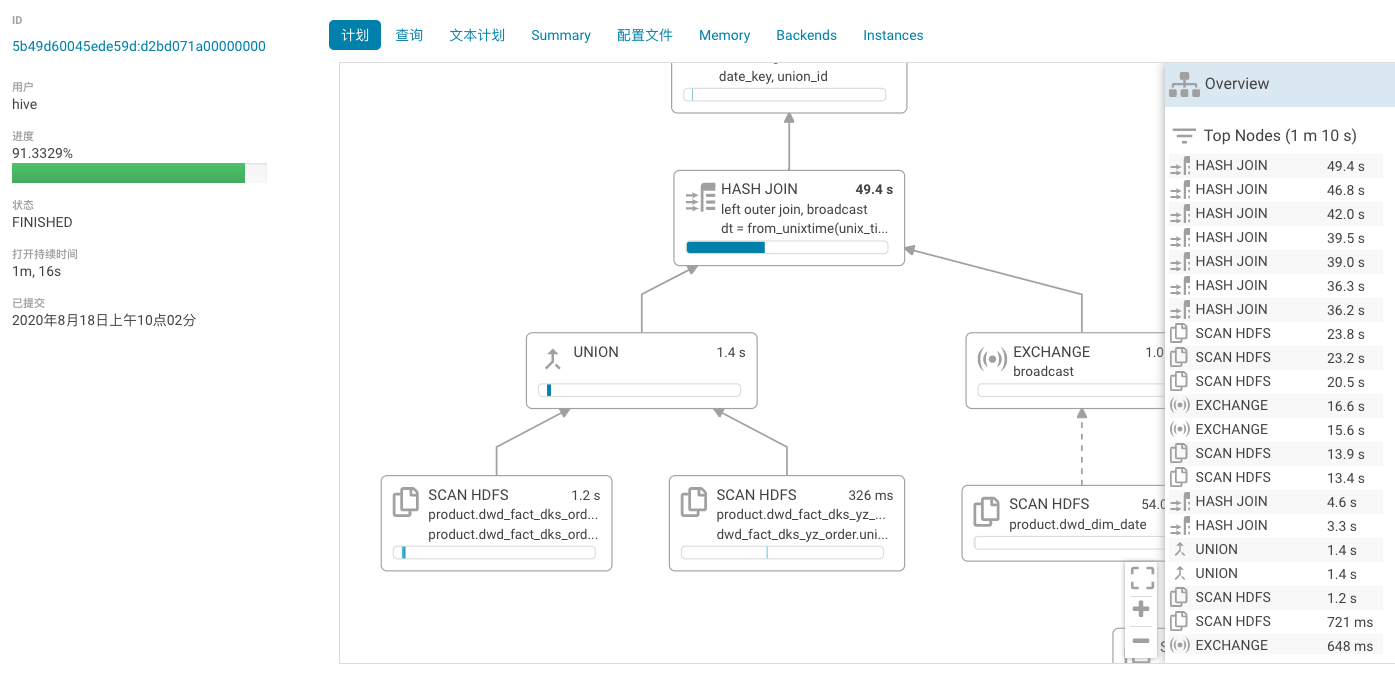 ID
5b49d60045ede59d:d2bd071a00000000
用户
hive
进度
91.3329%
状态
FINISHED
打开持续时间
1m, 16s
已提交
2020年8月18日上午10点02分
计划 查询 文本计划 Summary 配置文件 Memory Backends Instances
date_key, union_id
HASH JOIN 49.4 s
left outer join, broadcast
dt = from_unixtime(unix_ti...
UNION 1.4 s
EXCHANGE 1.0
broadcast
SCAN HDFS 1.2 s
product.dwd_fact_dks_ord...
product.dwd_fact_dks_ord...
SCAN HDFS 326 ms
product.dwd_fact_dks_yz_...
dwd_fact_dks_yz_order.uni...
SCAN HDFS 54.0
product.dwd_dim_date
Overview
Top Nodes (1 m 10 s)
HASH JOIN 49.4 s
HASH JOIN 46.8 s
HASH JOIN 42.0 s
HASH JOIN 39.5 s
HASH JOIN 39.0 s
HASH JOIN 36.3 s
HASH JOIN 36.2 s
SCAN HDFS 23.8 s
SCAN HDFS 23.2 s
SCAN HDFS 20.5 s
EXCHANGE 16.6 s
EXCHANGE 15.6 s
SCAN HDFS 13.9 s
SCAN HDFS 13.4 s
HASH JOIN 4.6 s
HASH JOIN 3.3 s
UNION 1.4 s
UNION 1.4 s
SCAN HDFS 1.2 s
SCAN HDFS 721 ms
EXCHANGE 648 ms